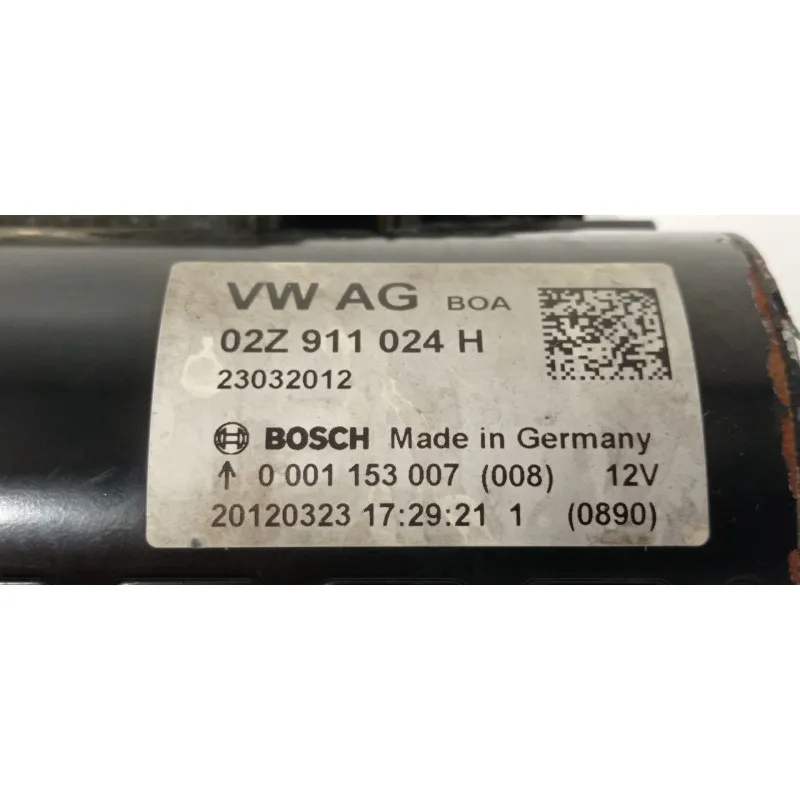 VW AG BOA
02Z 911 024 H
23032012
BOSCH Made in Germany
↑ 0 001 153 007 (008) 12V
20120323 17:29:21 1 (0890)